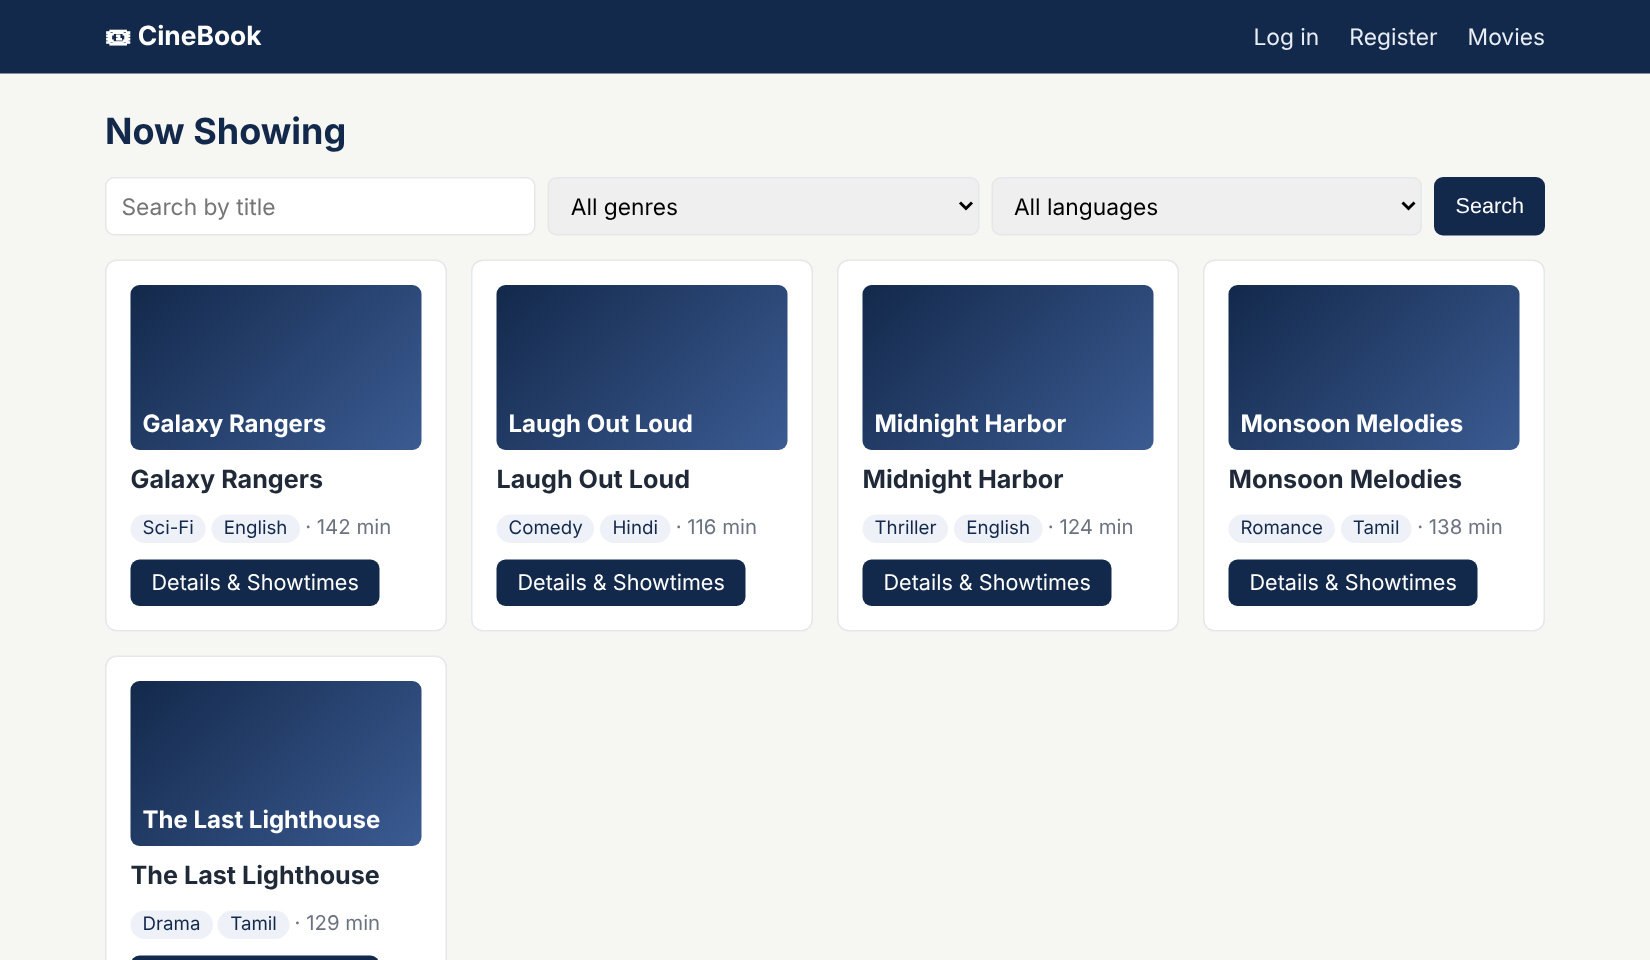 CineBook
Log in Register Movies
Now Showing
Search by title
All genres
All languages
Search
Galaxy Rangers
Galaxy Rangers
Sci-Fi English · 142 min
Details & Showtimes
Laugh Out Loud
Laugh Out Loud
Comedy Hindi · 116 min
Details & Showtimes
Midnight Harbor
Midnight Harbor
Thriller English · 124 min
Details & Showtimes
Monsoon Melodies
Monsoon Melodies
Romance Tamil · 138 min
Details & Showtimes
The Last Lighthouse
The Last Lighthouse
Drama Tamil · 129 min